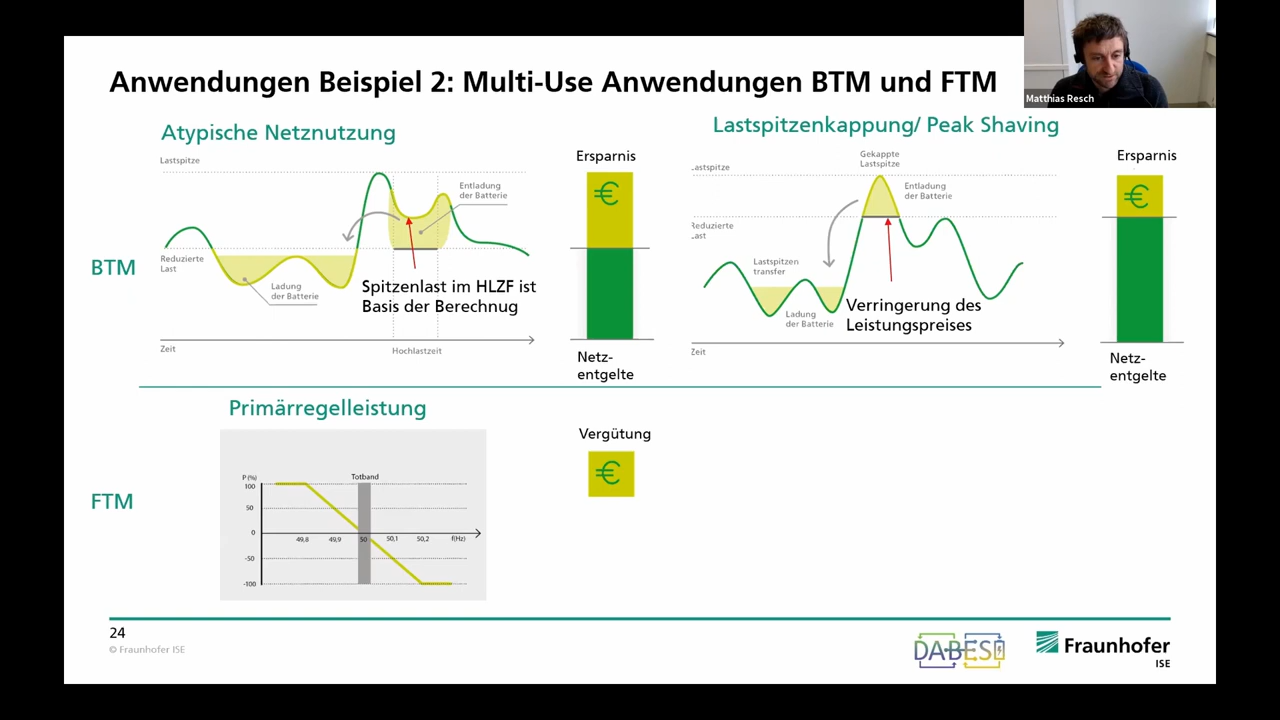 Anwendungen Beispiel 2: Multi-Use Anwendungen BTM und FTM
Matthias Resch
Atypische Netznutzung
Lastspitze
Entladung
der Batterie
Reduzierte
Last
Ladung
der Batterie
Spitzenlast im HLZF ist
Basis der Berechnug
Zeit
Hochlastzeit
Ersparnis
€
Netz-
entgelte
BTM
Lastspitzenkappung/ Peak Shaving
Lastspitze
Gekappte
Lastspitze
Entladung
der Batterie
Reduzierte
Last
Lastspitzen
transfer
Ladung
der Batterie
Verringerung des
Leistungspreises
Zeit
Ersparnis
€
Netz-
entgelte
Primärregelleistung
FTM
P (%)
Totband
100
50
0
-50
-100
49,8 49,9 50 50,1 50,2 f(Hz)
Vergütung
€
24
© Fraunhofer ISE
DABESI
Fraunhofer
ISE